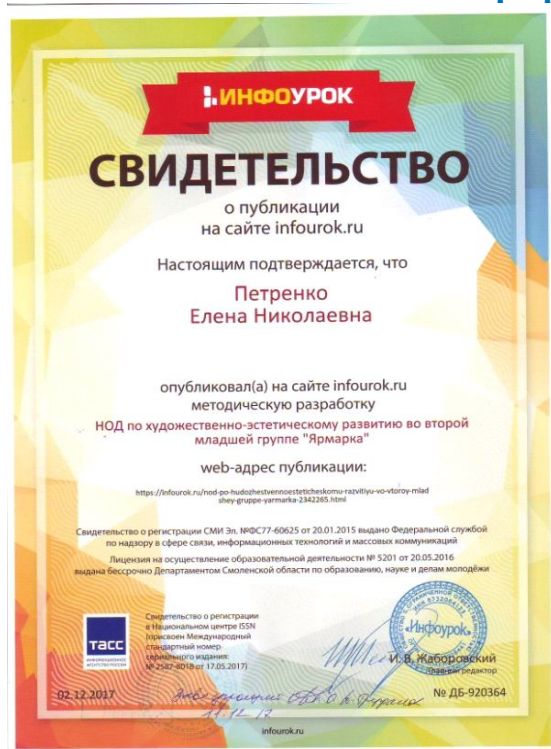 ИНФОУРОК
СВИДЕТЕЛЬСТВО
о публикации
на сайте infourok.ru
Настоящим подтверждается, что
Петренко
Елена Николаевна
опубликовал(а) на сайте infourok.ru
методическую разработку
НОД по художественно-эстетическому развитию во второй
младшей группе "Ярмарка"
web-адрес публикации:
https://infourok.ru/nod-po-hudozhestvennoesteticheskomu-razvitiyu-vo-vtoroy-mlad
shey-gruppe-yarmarka-2342265.html
Свидетельство о регистрации СМИ Эл. №ФС77-60625 от 20.01.2015 выдано Федеральной службой
по надзору в сфере связи, информационных технологий и массовых коммуникаций
Лицензия на осуществление образовательной деятельности № 5201 от 20.05.2016
выдана бессрочно Департаментом Смоленской области по образованию, науке и делам молодёжи
ТАСС
ИНФОРМАЦИОННОЕ
АГЕНТСТВО РОССИИ
Свидетельство о регистрации
в Национальном центре ISSN
(присвоен Международный
стандартный номер
сериального издания:
№ 2587-8018 от 17.05.2017)
Инфоурок
И. В. Жаборовский
Главный редактор
02.12.2017
№ ДБ-920364
infourok.ru